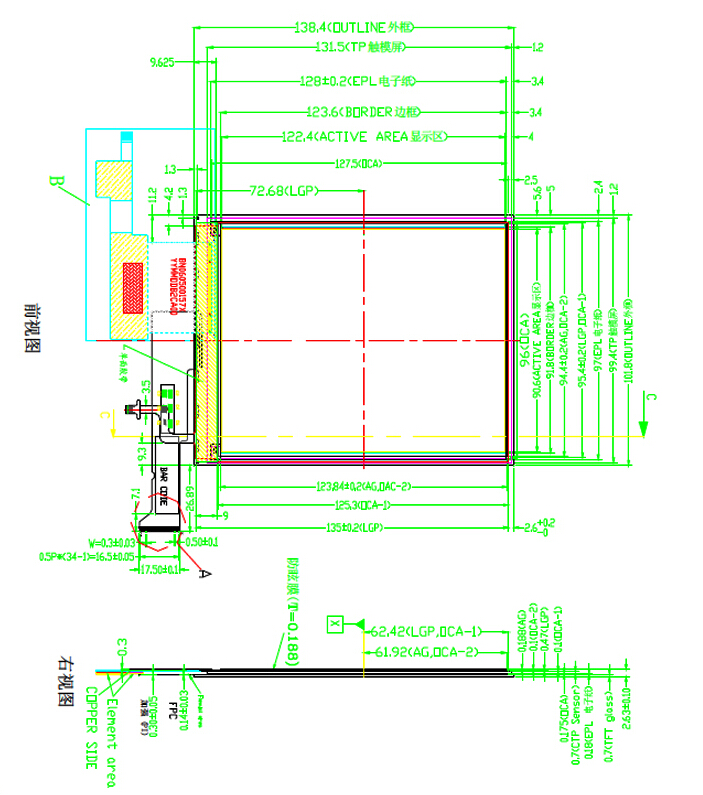 138.4(OUTLINE 外框)
131.5(TP 触摸屏)
1.2
9.625
128±0.2(EPL 电子纸)
3.4
123.6(BORDER 边框)
3.4
122.4(ACTIVE AREA 显示区)
4
127.5(OCA)
1.3
2.5
72.68(LGP)
B
11.2
4.2
1.3
5.6
5
2.4
1.2
96(OCA)
90.6(ACTIVE AREA 显示区)
91.8(BORDER 边框)
94.4±0.2(AG,OCA-2)
95.4±0.2(LGP,OCA-1)
97(EPL 电子纸)
99.4(TP 触摸屏)
101.8(OUTLINE 外框)
前视图
3.5
C
C
9.3
BAR CODE
7.1
26.89
9
123.84±0.2(AG,OAC-2)
125.3(OCA-1)
135±0.2(LGP)
2.6 +0.2 -0
W=0.3±0.03
0.50±0.1
0.5P*(34-1)=16.5±0.05
17.50±0.1
A
防眩膜(T=0.188)
X
62.42(LGP,OCA-1)
61.92(AG,OCA-2)
0.188(AG)
0.1(OCA-2)
0.47(LGP)
0.1(OCA-1)
0.175(OCA)
0.7(CTP Sensor)
0.18(EPL 电子纸)
0.7(TFT glass)
2.63±0.10
右视图
0.3
FPC
Element area
COPPER SIDE